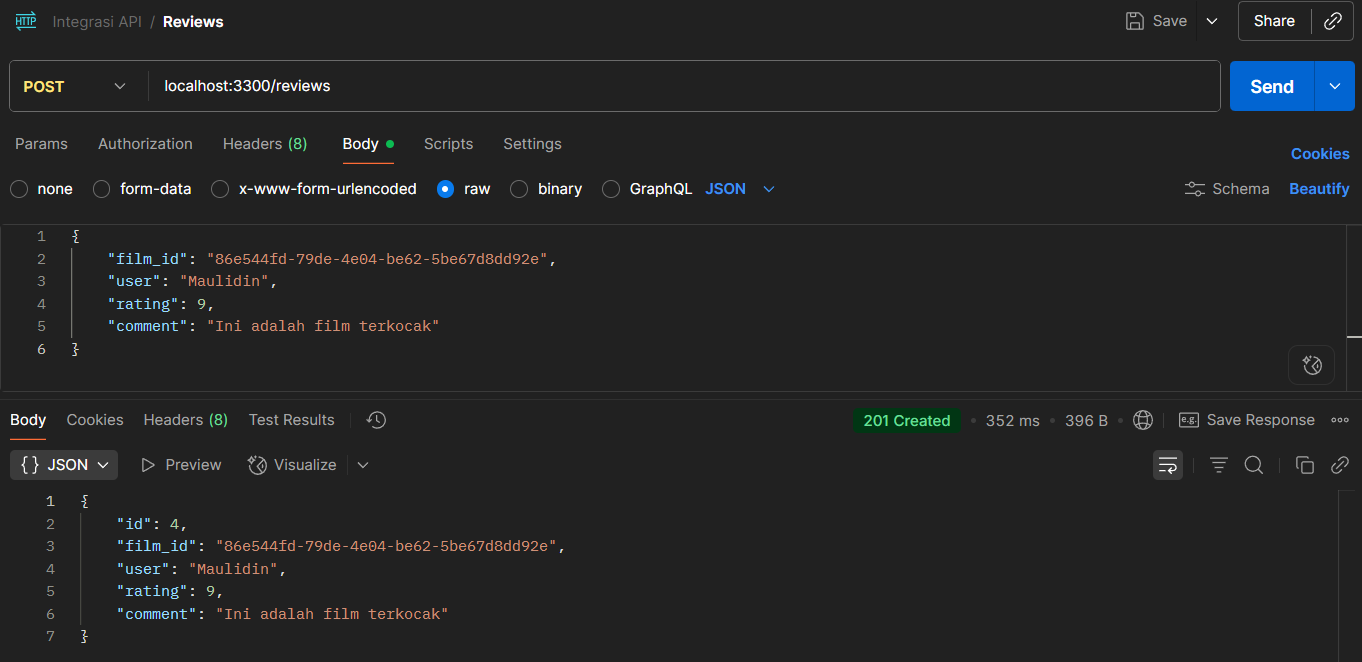 HTTP Integrasi API / Reviews Save Share
POST localhost:3300/reviews Send
Params Authorization Headers (8) Body Scripts Settings Cookies
none form-data x-www-form-urlencoded raw binary GraphQL JSON Schema Beautify
1 {
2 "film_id": "86e544fd-79de-4e04-be62-5be67d8dd92e",
3 "user": "Maulidin",
4 "rating": 9,
5 "comment": "Ini adalah film terkocak"
6 }
Body Cookies Headers (8) Test Results 201 Created • 352 ms • 396 B • e.g. Save Response
{} JSON Preview Visualize
1 {
2 "id": 4,
3 "film_id": "86e544fd-79de-4e04-be62-5be67d8dd92e",
4 "user": "Maulidin",
5 "rating": 9,
6 "comment": "Ini adalah film terkocak"
7 }